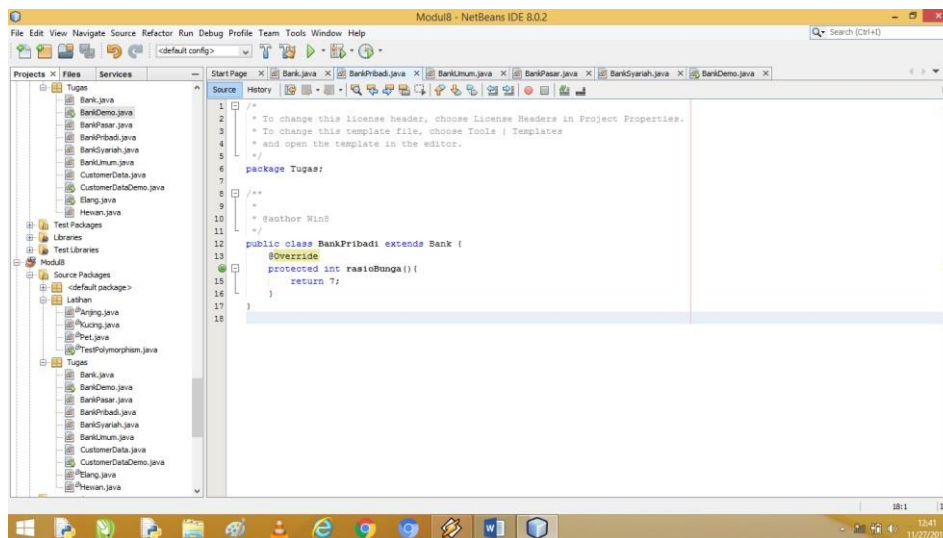 Modul8 - NetBeans IDE 8.0.2
File Edit View Navigate Source Refactor Run Debug Profile Team Tools Window Help
Search (Ctrl+I)
<default config>
Projects Files Services
Start Page Bank.java BankPribadi.java BankUmum.java BankPasar.java BankSyariah.java BankDemo.java
Source History
Tugas
Bank.java
BankDemo.java
BankPasar.java
BankPribadi.java
BankSyariah.java
BankUmum.java
CustomerData.java
CustomerDataDemo.java
Elang.java
Hewan.java
Test Packages
Libraries
Test Libraries
Modul8
Source Packages
<default package>
Latihan
Anjing.java
Kucing.java
Pet.java
TestPolymorphism.java
Tugas
Bank.java
BankDemo.java
BankPasar.java
BankPribadi.java
BankSyariah.java
BankUmum.java
CustomerData.java
CustomerDataDemo.java
Elang.java
Hewan.java
1 /*
2 * To change this license header, choose License Headers in Project Properties.
3 * To change this template file, choose Tools | Templates
4 * and open the template in the editor.
5 */
6 package Tugas;
7
8 /**
9 *
10 * @author Win8
11 */
12 public class BankPribadi extends Bank {
13 @Override
protected int rasioBunga(){
15 return 7;
16 }
17 }
18
18:1
12:41